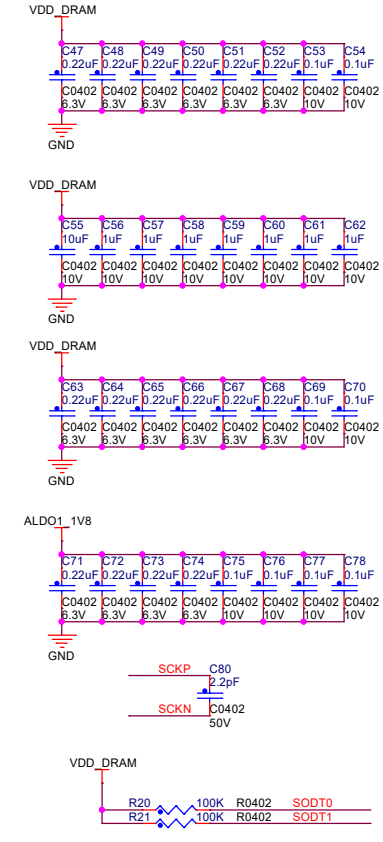 VDD_DRAM
C47 C48 C49 C50 C51 C52 C53 C54
0.22uF 0.22uF 0.22uF 0.22uF 0.22uF 0.22uF 0.1uF 0.1uF
C0402 C0402 C0402 C0402 C0402 C0402 C0402 C0402
6.3V 6.3V 6.3V 6.3V 6.3V 6.3V 10V 10V
GND
VDD_DRAM
C55 C56 C57 C58 C59 C60 C61 C62
10uF 1uF 1uF 1uF 1uF 1uF 1uF 1uF
C0402 C0402 C0402 C0402 C0402 C0402 C0402 C0402
10V 10V 10V 10V 10V 10V 10V 10V
GND
VDD_DRAM
C63 C64 C65 C66 C67 C68 C69 C70
0.22uF 0.22uF 0.22uF 0.22uF 0.22uF 0.22uF 0.1uF 0.1uF
C0402 C0402 C0402 C0402 C0402 C0402 C0402 C0402
6.3V 6.3V 6.3V 6.3V 6.3V 6.3V 10V 10V
GND
ALDO1_1V8
C71 C72 C73 C74 C75 C76 C77 C78
0.22uF 0.22uF 0.22uF 0.22uF 0.1uF 0.1uF 0.1uF 0.1uF
C0402 C0402 C0402 C0402 C0402 C0402 C0402 C0402
6.3V 6.3V 6.3V 6.3V 10V 10V 10V 10V
GND
SCKP C80
2.2pF
SCKN C0402
50V
VDD_DRAM
R20 100K R0402 SODT0
R21 100K R0402 SODT1